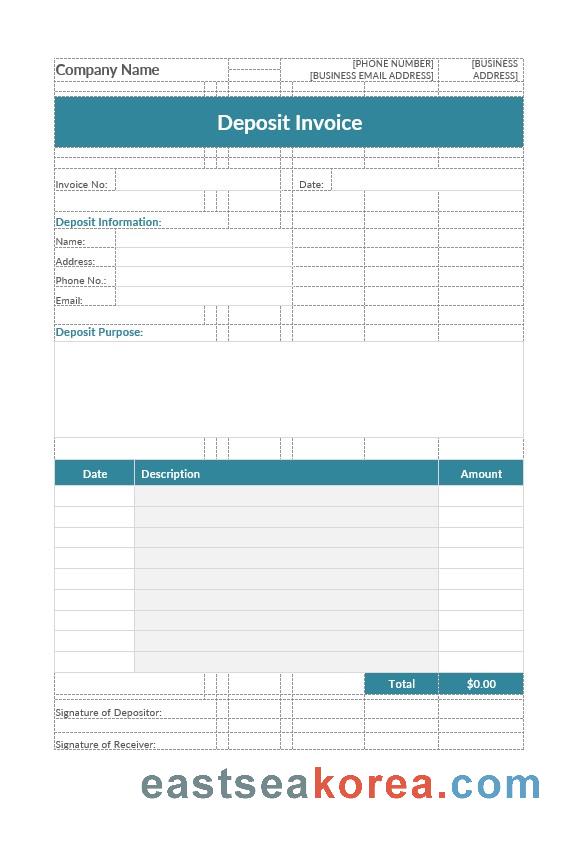 Company Name
[PHONE NUMBER]
[BUSINESS EMAIL ADDRESS]
[BUSINESS
ADDRESS]
Deposit Invoice
Invoice No:
Date:
Deposit Information:
Name:
Address:
Phone No.:
Email:
Deposit Purpose:
Date Description Amount
Total $0.00
Signature of Depositor:
Signature of Receiver:
eastseakorea.com